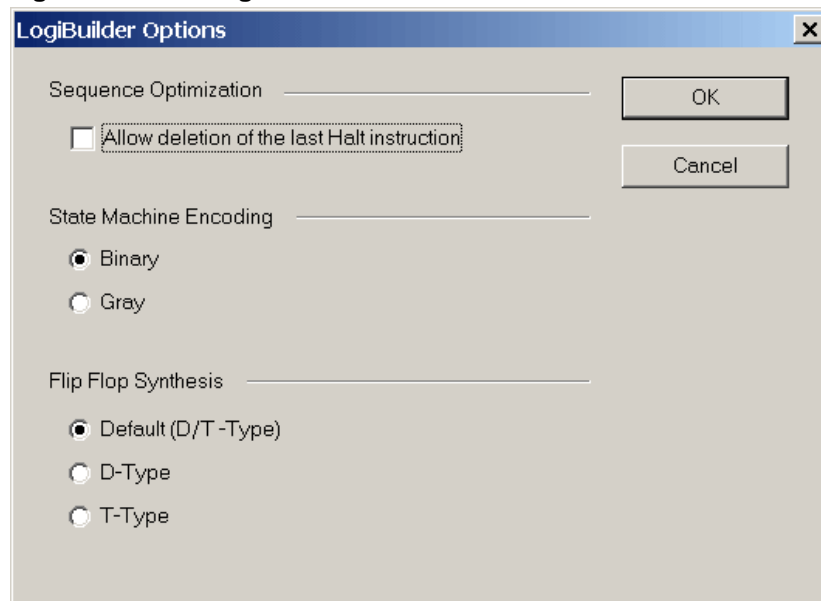 LogiBuilder Options
Sequence Optimization
OK
Allow deletion of the last Halt instruction
Cancel
State Machine Encoding
Binary
Gray
Flip Flop Synthesis
Default (D/T -Type)
D-Type
T-Type